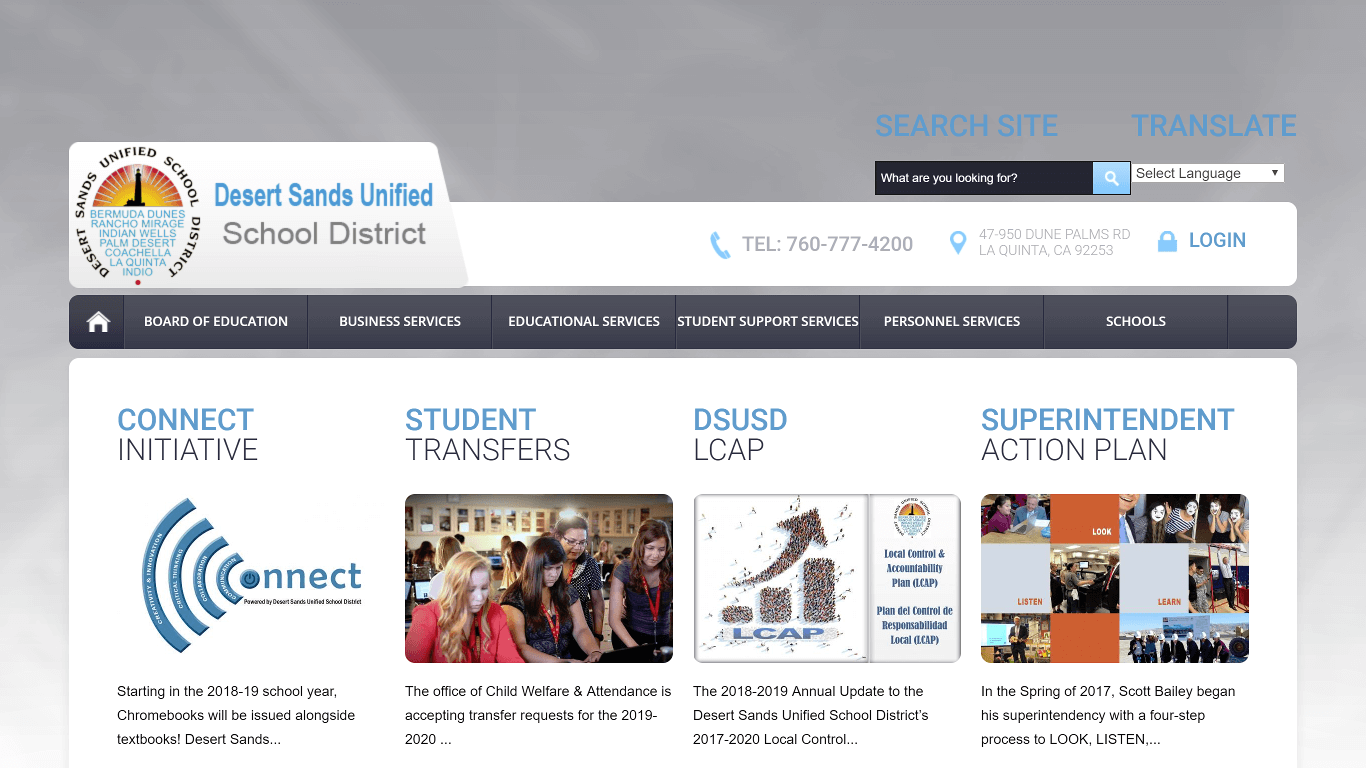 SEARCH SITE
TRANSLATE
What are you looking for?
Select Language
DESERT SANDS UNIFIED SCHOOL DISTRICT
BERMUDA DUNES
RANCHO MIRAGE
INDIAN WELLS
PALM DESERT
COACHELLA
LA QUINTA
INDIO
Desert Sands Unified
School District
TEL: 760-777-4200
47-950 DUNE PALMS RD
LA QUINTA, CA 92253
LOGIN
BOARD OF EDUCATION
BUSINESS SERVICES
EDUCATIONAL SERVICES
STUDENT SUPPORT SERVICES
PERSONNEL SERVICES
SCHOOLS
CONNECT
INITIATIVE
CREATIVITY & INNOVATION
CRITICAL THINKING
COLLABORATION
COMMUNICATION
Connect
Powered by Desert Sands Unified School District
Starting in the 2018-19 school year,
Chromebooks will be issued alongside
textbooks! Desert Sands...
STUDENT
TRANSFERS
The office of Child Welfare & Attendance is
accepting transfer requests for the 2019-
2020 ...
DSUSD
LCAP
LCAP
Local Control &
Accountability
Plan (LCAP)
Plan del Control de
Responsabilidad
Local (LCAP)
The 2018-2019 Annual Update to the
Desert Sands Unified School District’s
2017-2020 Local Control...
SUPERINTENDENT
ACTION PLAN
LOOK
LISTEN
LEARN
In the Spring of 2017, Scott Bailey began
his superintendency with a four-step
process to LOOK, LISTEN,...